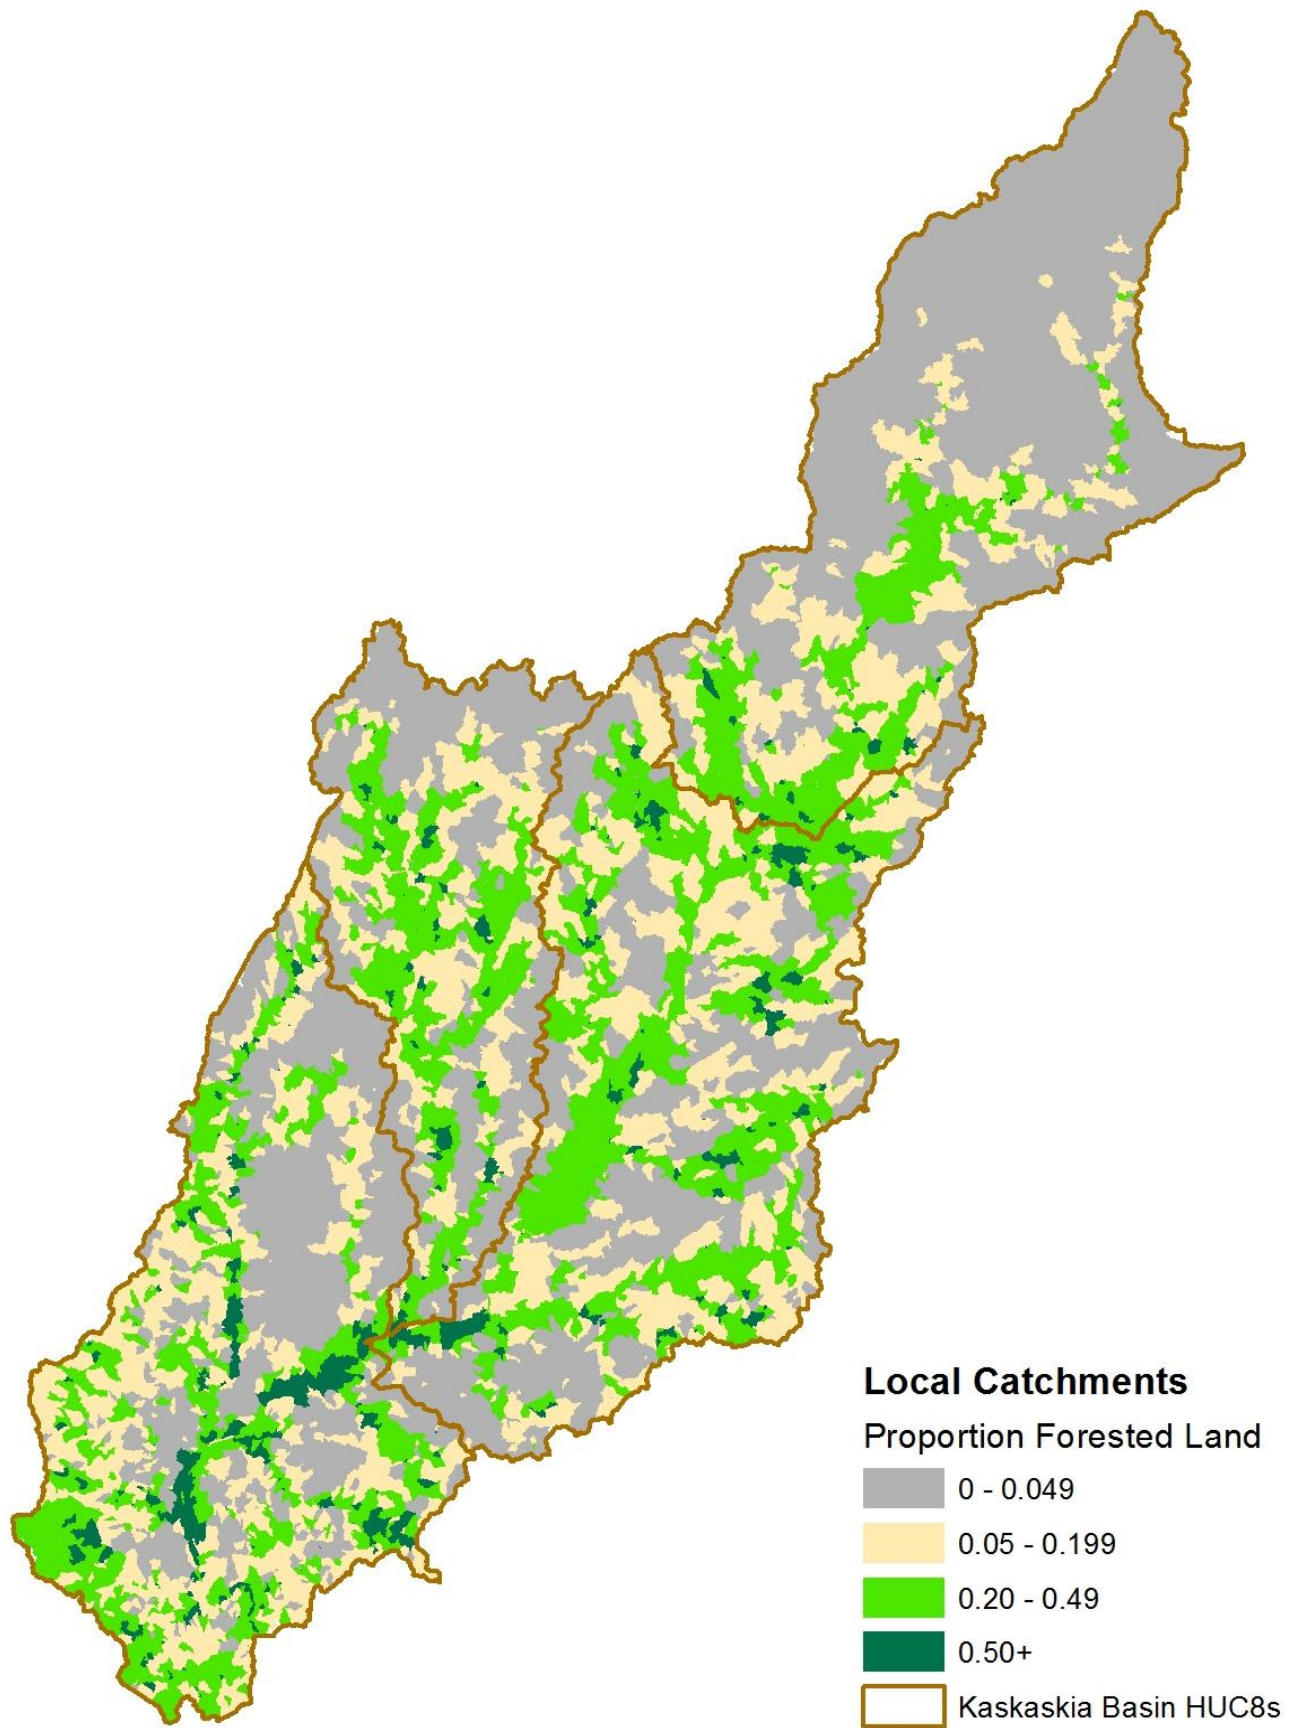 Local Catchments
Proportion Forested Land
0 - 0.049
0.05 - 0.199
0.20 - 0.49
0.50+
Kaskaskia Basin HUC8s